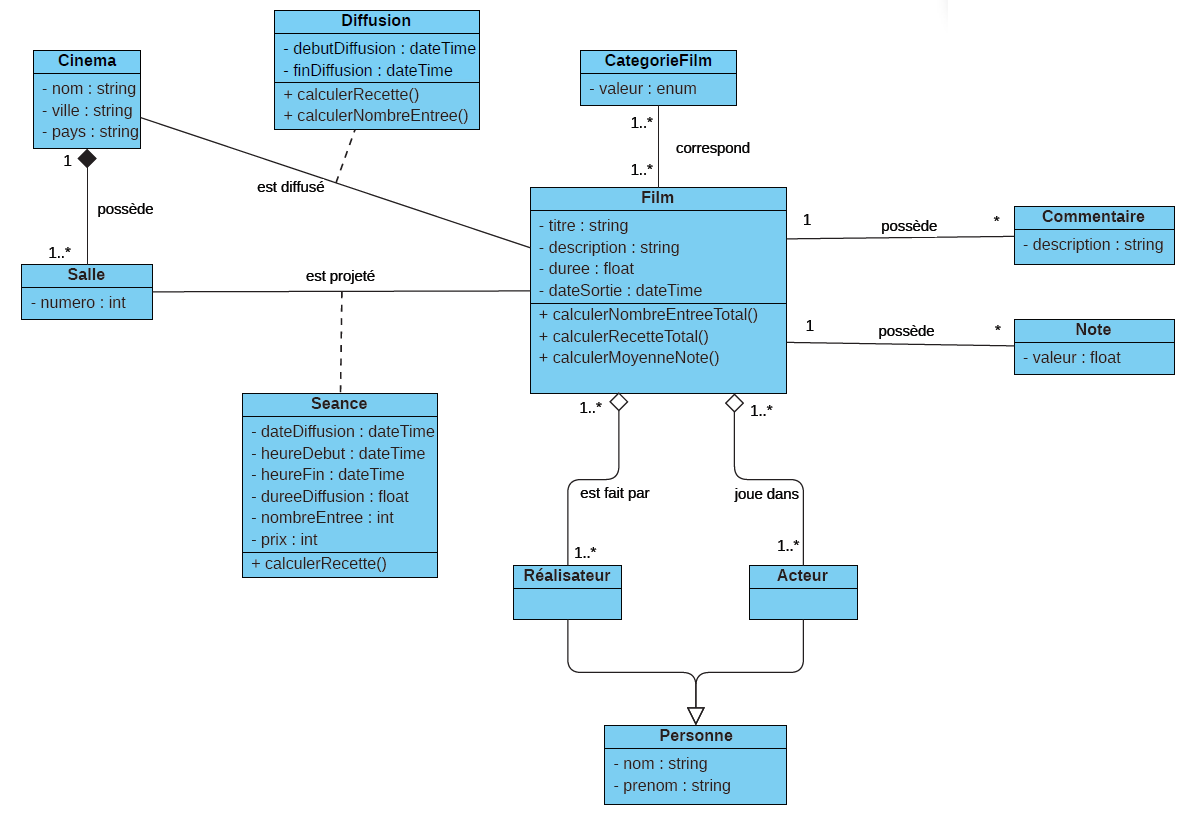 Diffusion
- debutDiffusion : dateTime
- finDiffusion : dateTime
+ calculerRecette()
+ calculerNombreEntree()
Cinema
- nom : string
- ville : string
- pays : string
CategorieFilm
- valeur : enum
1..*
correspond
1..*
1
possède
1..*
est diffusé
Film
- titre : string
- description : string
- duree : float
- dateSortie : dateTime
+ calculerNombreEntreeTotal()
+ calculerRecetteTotal()
+ calculerMoyenneNote()
1
possède
*
Commentaire
- description : string
Salle
- numero : int
est projeté
1
possède
*
Note
- valeur : float
Seance
- dateDiffusion : dateTime
- heureDebut : dateTime
- heureFin : dateTime
- dureeDiffusion : float
- nombreEntree : int
- prix : int
+ calculerRecette()
1..*
est fait par
1..*
1..*
joue dans
1..*
Réalisateur
Acteur
Personne
- nom : string
- prenom : string